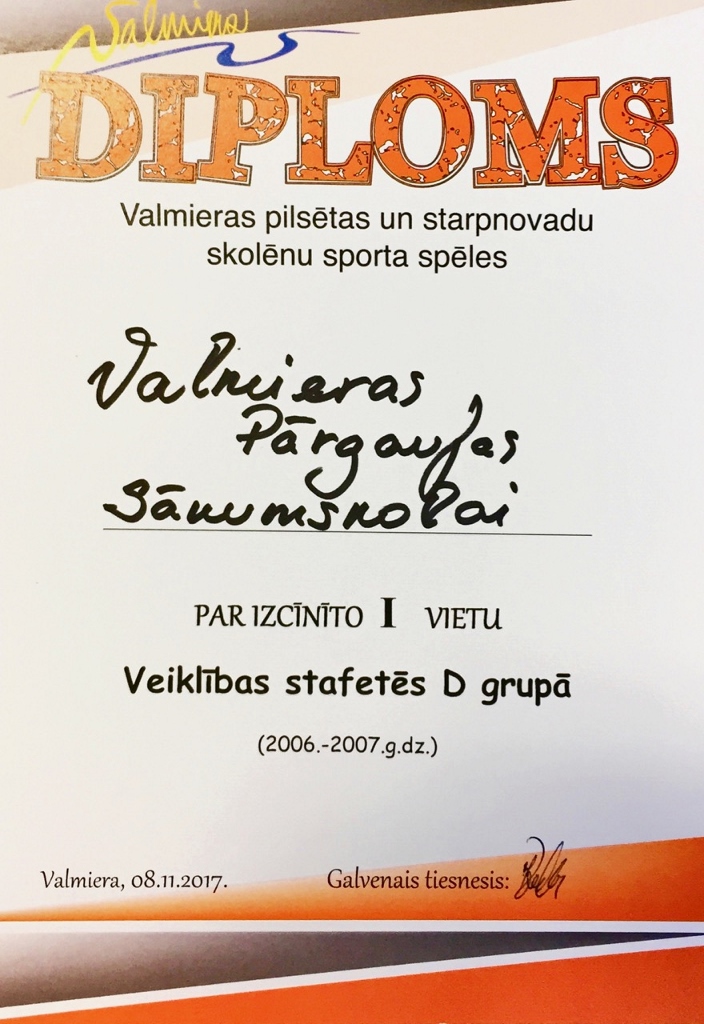 Valmiera
DIPLOMS
Valmieras pilsētas un starpnovadu
skolēnu sporta spēles
Valmieras
Pārgaujas
Sākumskolai
PAR IZCĪNĪTO I VIETU
Veiklības stafetēs D grupā
(2006.-2007.g.dz.)
Valmiera, 08.11.2017.
Galvenais tiesnesis: